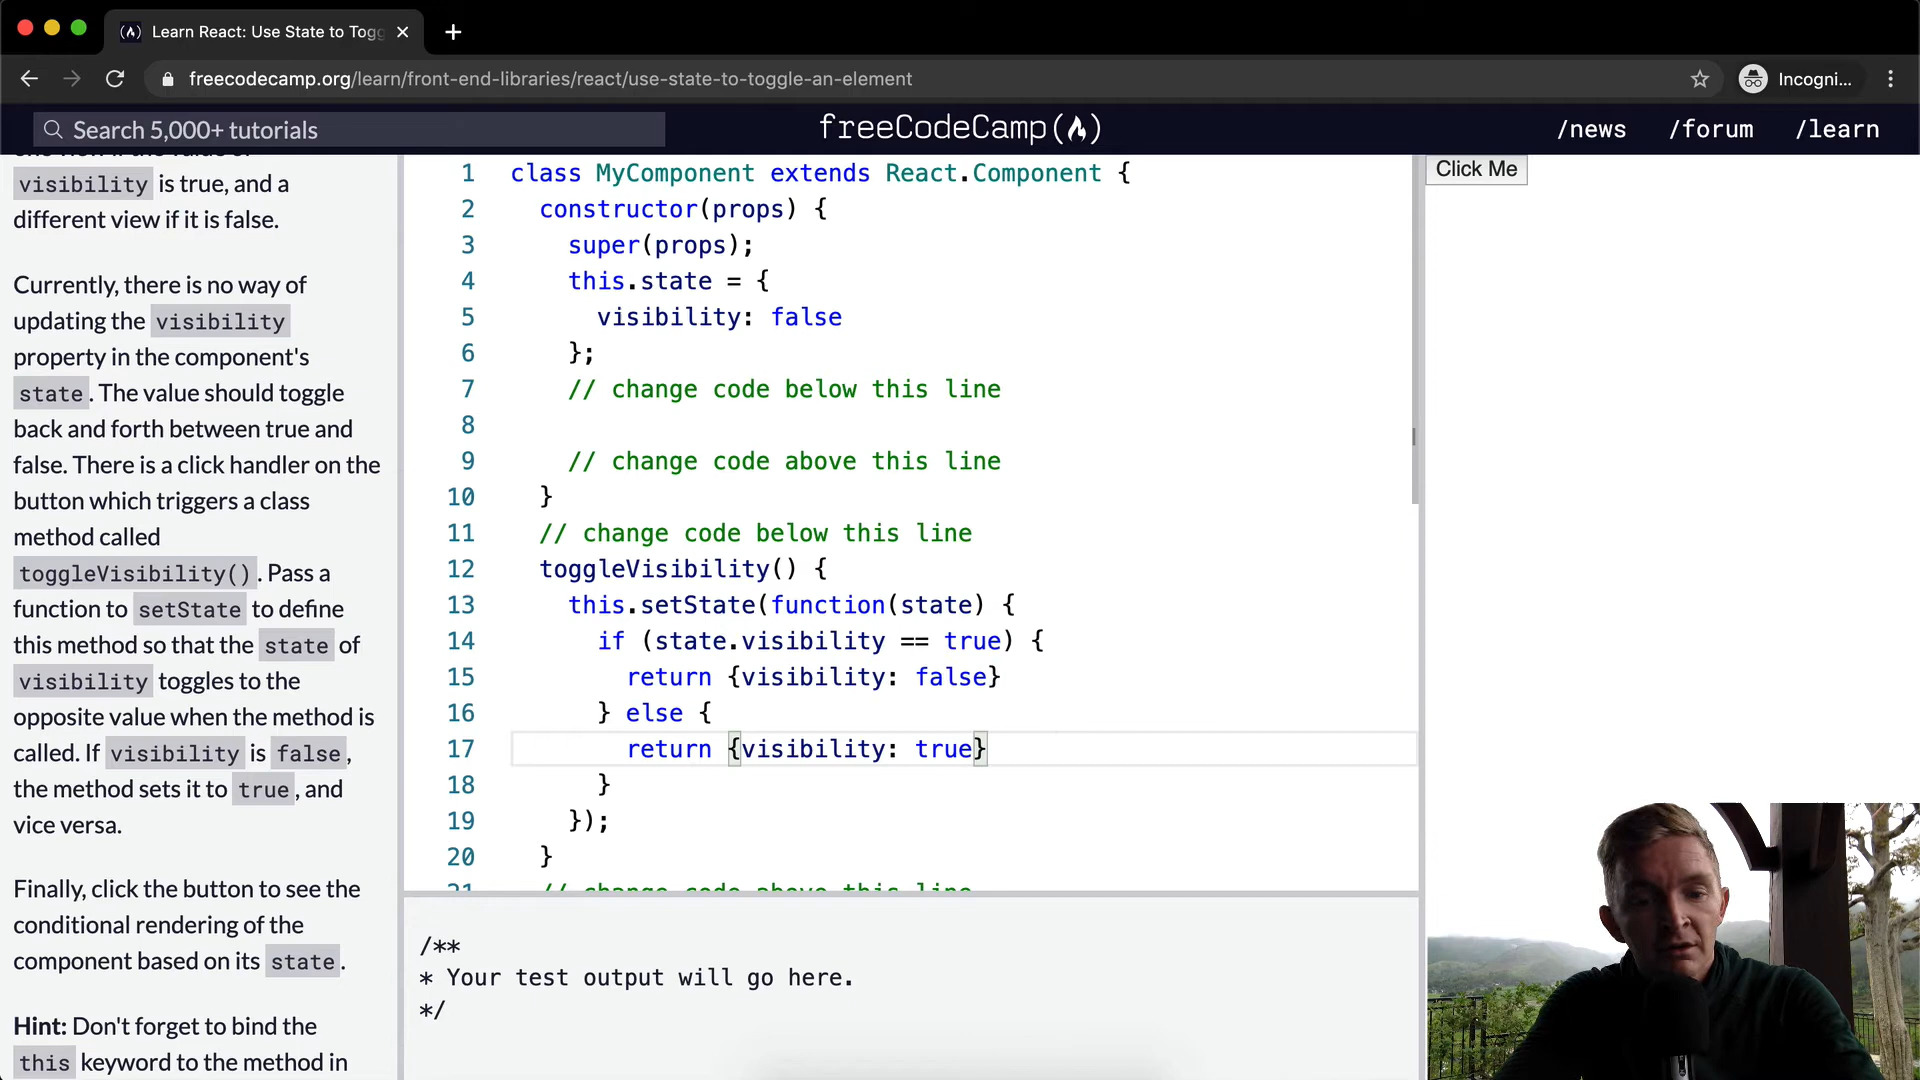 Learn React: Use State to Togg
freecodecamp.org/learn/front-end-libraries/react/use-state-to-toggle-an-element
Incogni...
Search 5,000+ tutorials
freeCodeCamp
/news
/forum
/learn
visibility is true, and a
different view if it is false.
Currently, there is no way of
updating the visibility
property in the component's
state. The value should toggle
back and forth between true and
false. There is a click handler on the
button which triggers a class
method called
toggleVisibility(). Pass a
function to setState to define
this method so that the state of
visibility toggles to the
opposite value when the method is
called. If visibility is false,
the method sets it to true, and
vice versa.
Finally, click the button to see the
conditional rendering of the
component based on its state.
Hint: Don't forget to bind the
this keyword to the method in
1 class MyComponent extends React.Component {
2 constructor(props) {
3 super(props);
4 this.state = {
5 visibility: false
6 };
7 // change code below this line
8
9 // change code above this line
10 }
11 // change code below this line
12 toggleVisibility() {
13 this.setState(function(state) {
14 if (state.visibility == true) {
15 return {visibility: false}
16 } else {
17 return {visibility: true}
18 }
19 });
20 }
21 // change code above this line
/**
* Your test output will go here.
*/
Click Me